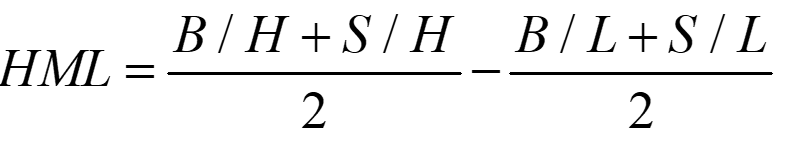 HML = (B / H + S / H) / 2 − (B / L + S / L) / 2